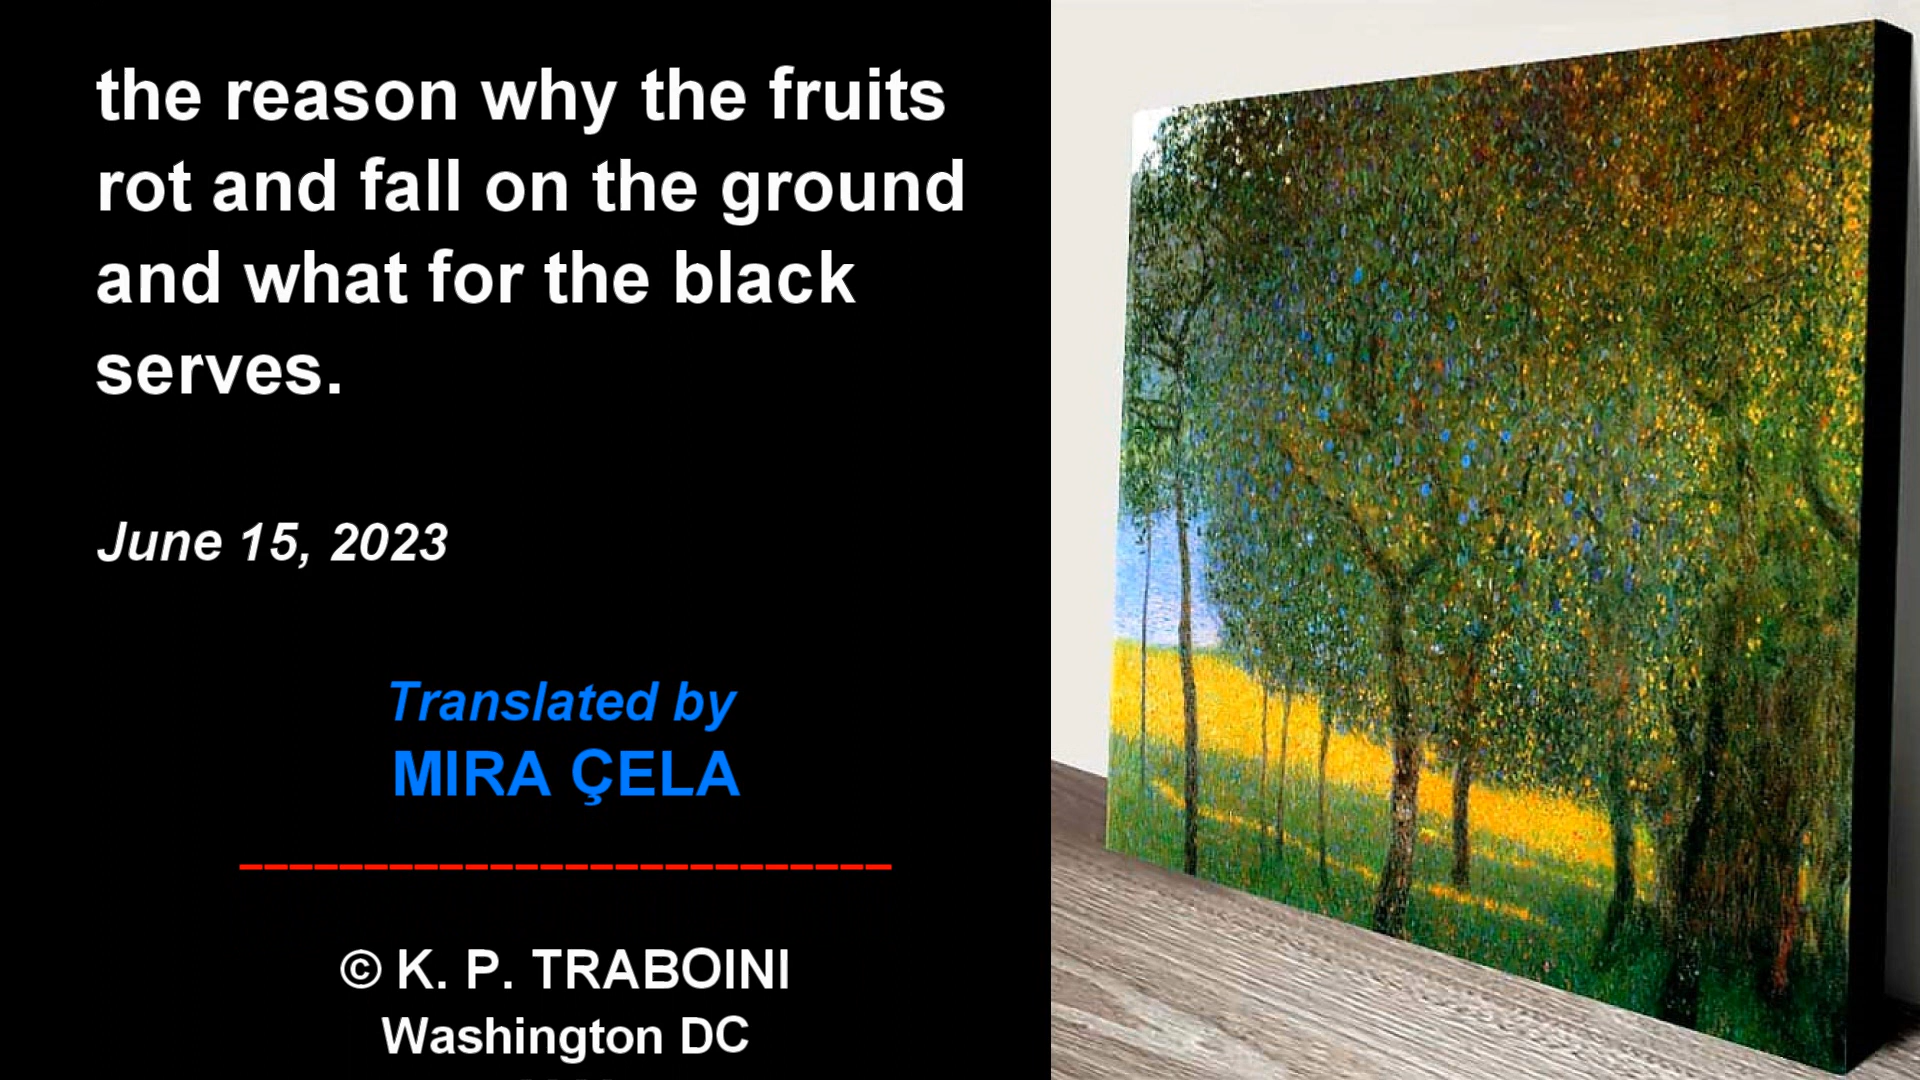 the reason why the fruits
rot and fall on the ground
and what for the black
serves.
June 15, 2023
Translated by
MIRA ÇELA
__________________________
© K. P. TRABOINI
Washington DC